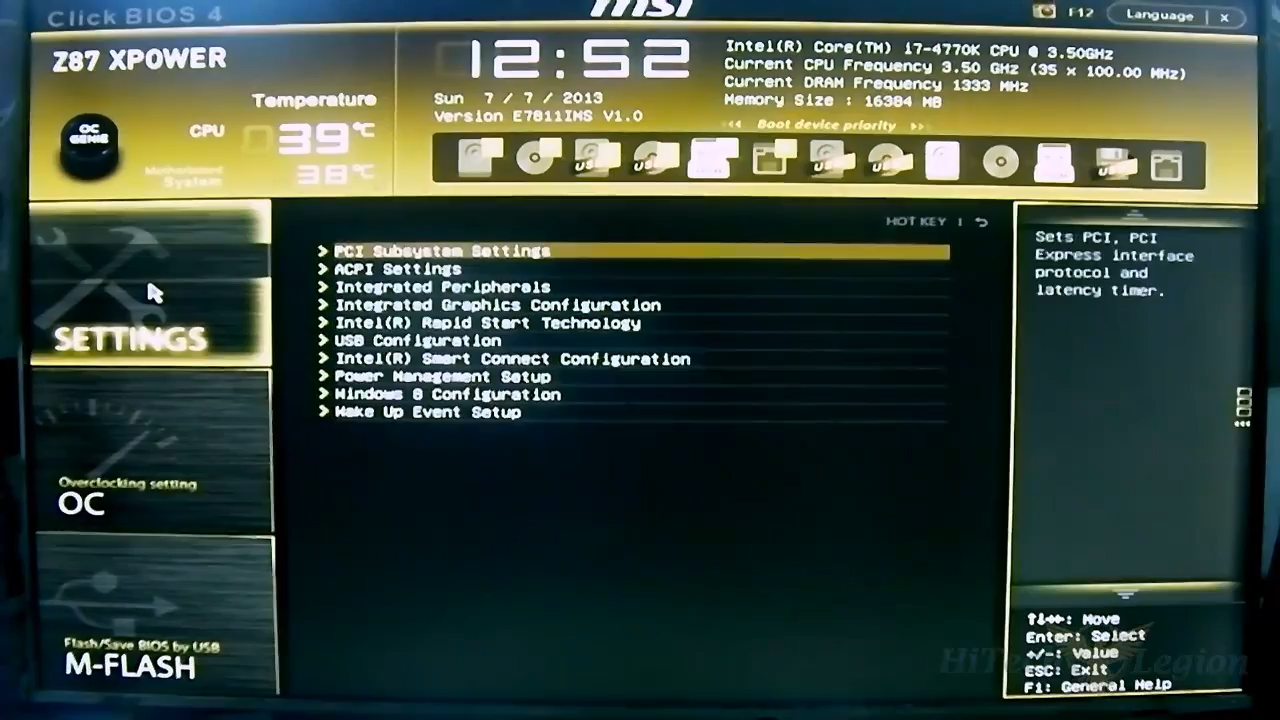 Click BIOS 4
msi
F12
Language | x
Z87 XPOWER
Temperature
OC
GENIE
CPU
39°C
Motherboard
System
38°C
12:52
Sun 7 / 7 / 2013
Version E7811IMS V1.0
Intel(R) Core(TM) i7-4770K CPU @ 3.50GHz
Current CPU Frequency 3.50 GHz (35 x 100.00 MHz)
Current DRAM Frequency 1333 MHz
Memory Size : 16384 MB
Boot device priority
HOT KEY |
SETTINGS
Overclocking setting
OC
Flash/Save BIOS by USB
M-FLASH
> PCI Subsystem Settings
> ACPI Settings
> Integrated Peripherals
> Integrated Graphics Configuration
> Intel(R) Rapid Start Technology
> USB Configuration
> Intel(R) Smart Connect Configuration
> Power Management Setup
> Windows 8 Configuration
> Wake Up Event Setup
Sets PCI, PCI
Express interface
protocol and
latency timer.
↑↓→←: Move
Enter: Select
+/-: Value
ESC: Exit
F1: General Help
Legion